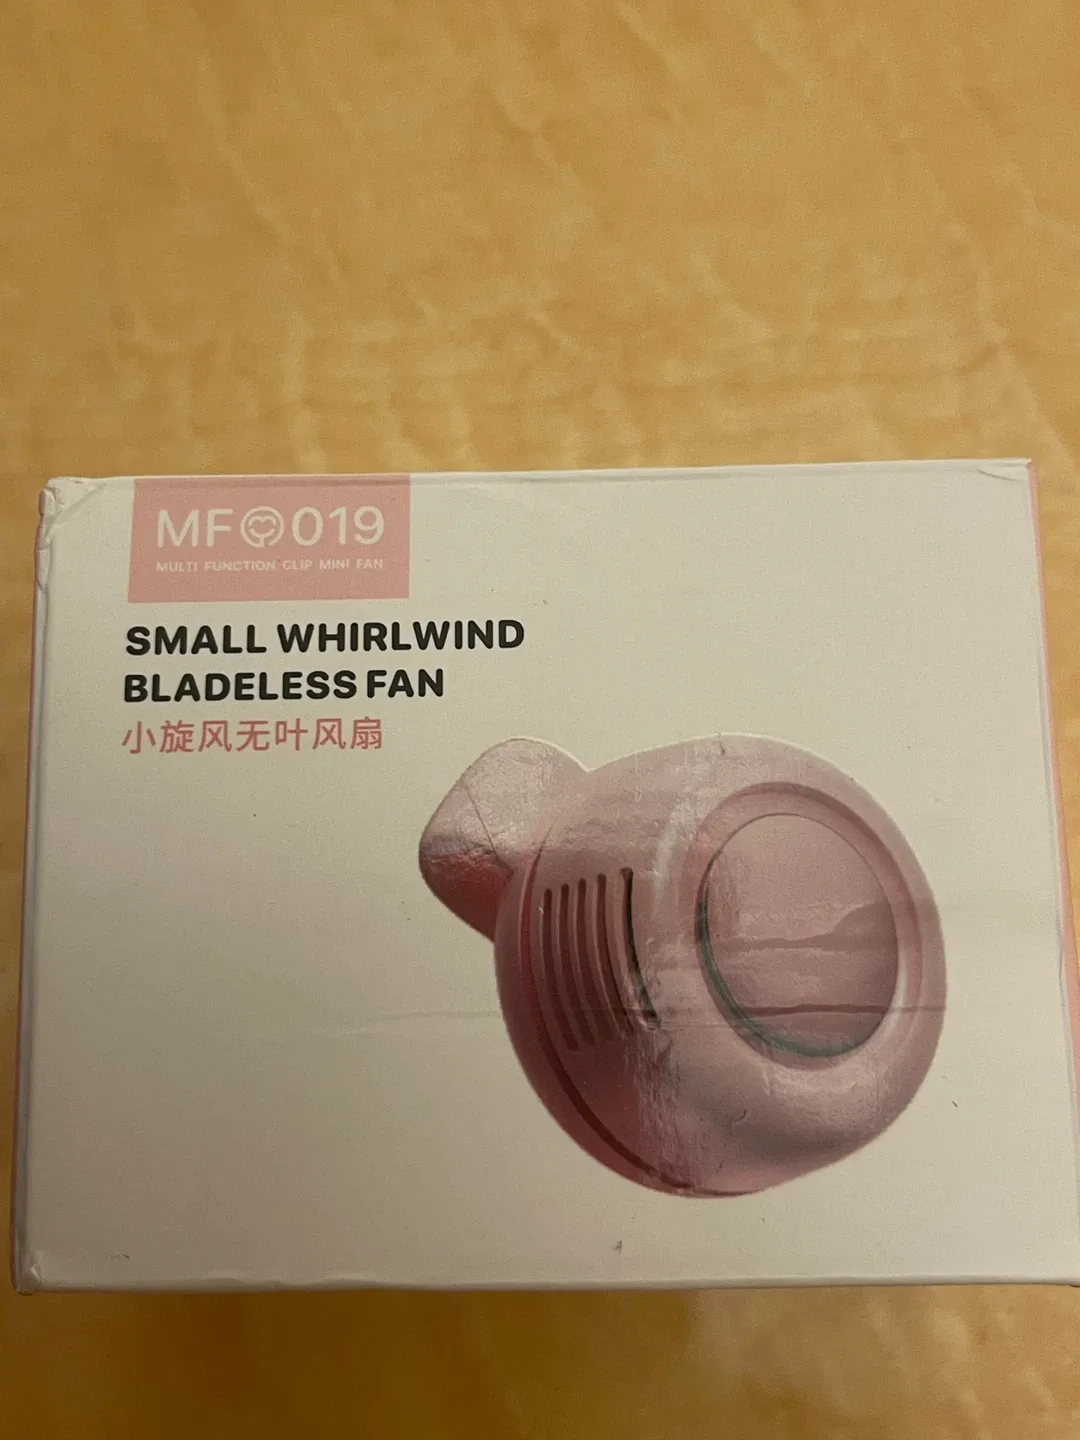 MF019
MULTI FUNCTION CLIP MINI FAN
SMALL WHIRLWIND
BLADELESS FAN
小旋风无叶风扇